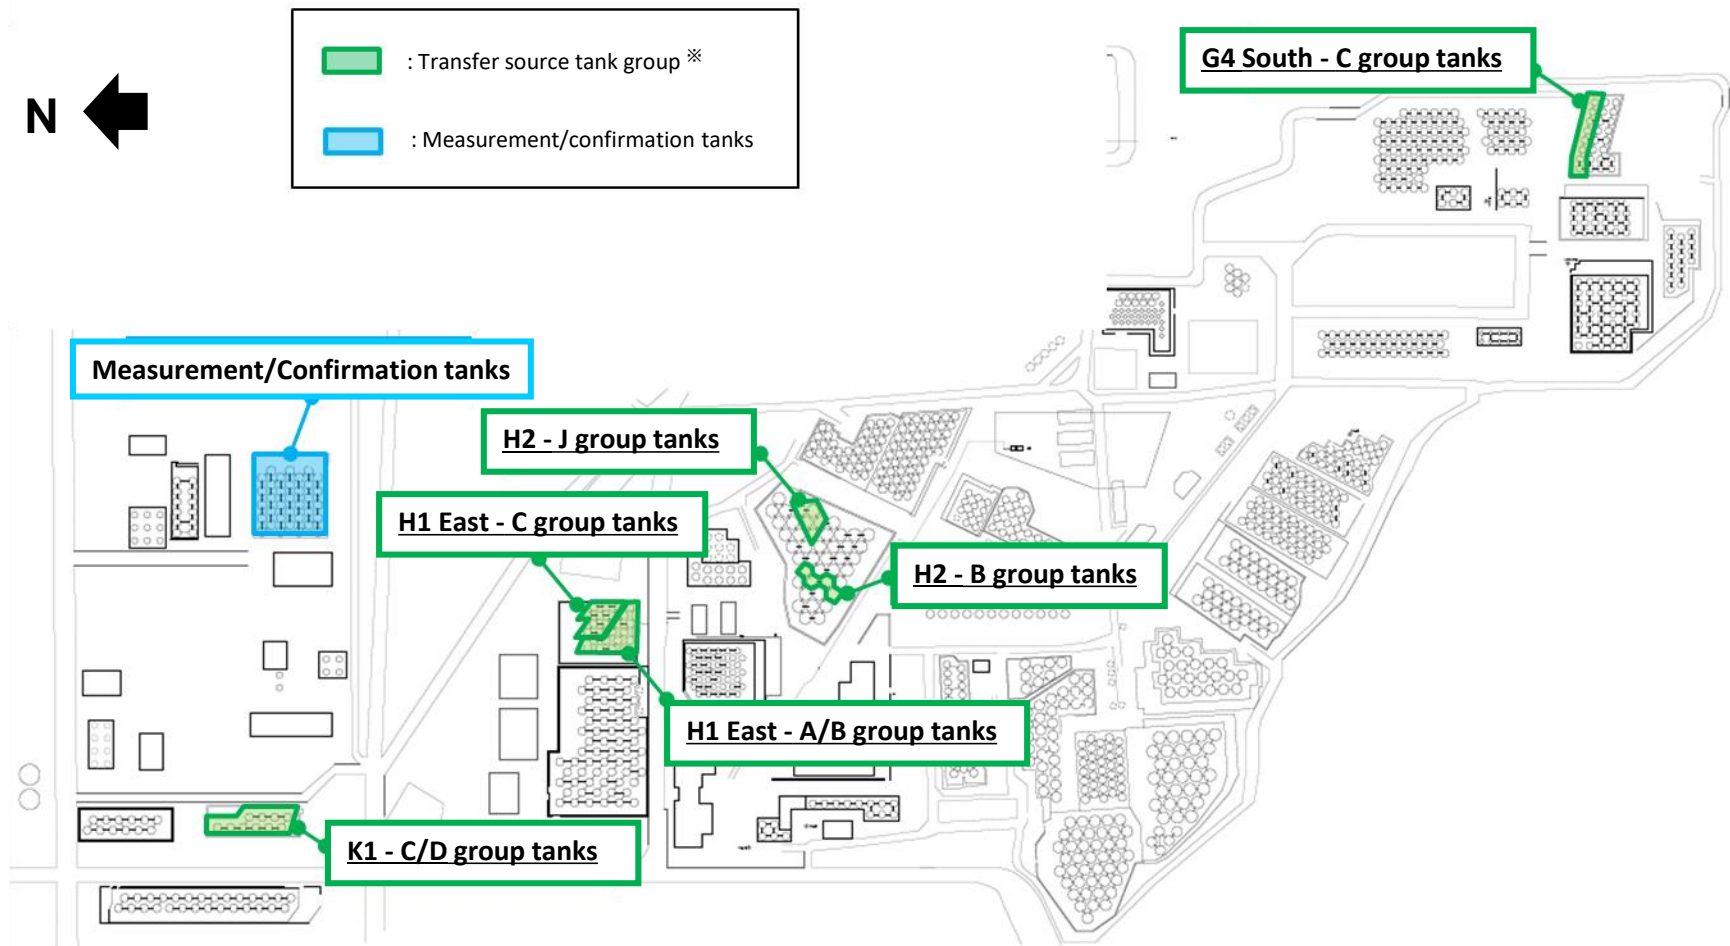 : Transfer source tank group ※
: Measurement/confirmation tanks
N
G4 South - C group tanks
Measurement/Confirmation tanks
H2 - J group tanks
H1 East - C group tanks
H2 - B group tanks
H1 East - A/B group tanks
K1 - C/D group tanks